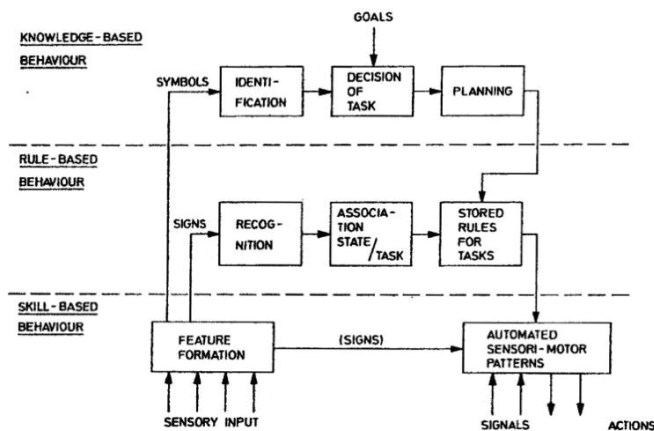 GOALS
KNOWLEDGE-BASED
BEHAVIOUR
SYMBOLS
IDENTI-
FICATION
DECISION
OF
TASK
PLANNING
RULE-BASED
BEHAVIOUR
SIGNS
RECOG-
NITION
ASSOCIA-
TION
STATE/
TASK
STORED
RULES
FOR
TASKS
SKILL-BASED
BEHAVIOUR
FEATURE
FORMATION
(SIGNS)
AUTOMATED
SENSORI-MOTOR
PATTERNS
SENSORY INPUT
SIGNALS
ACTIONS